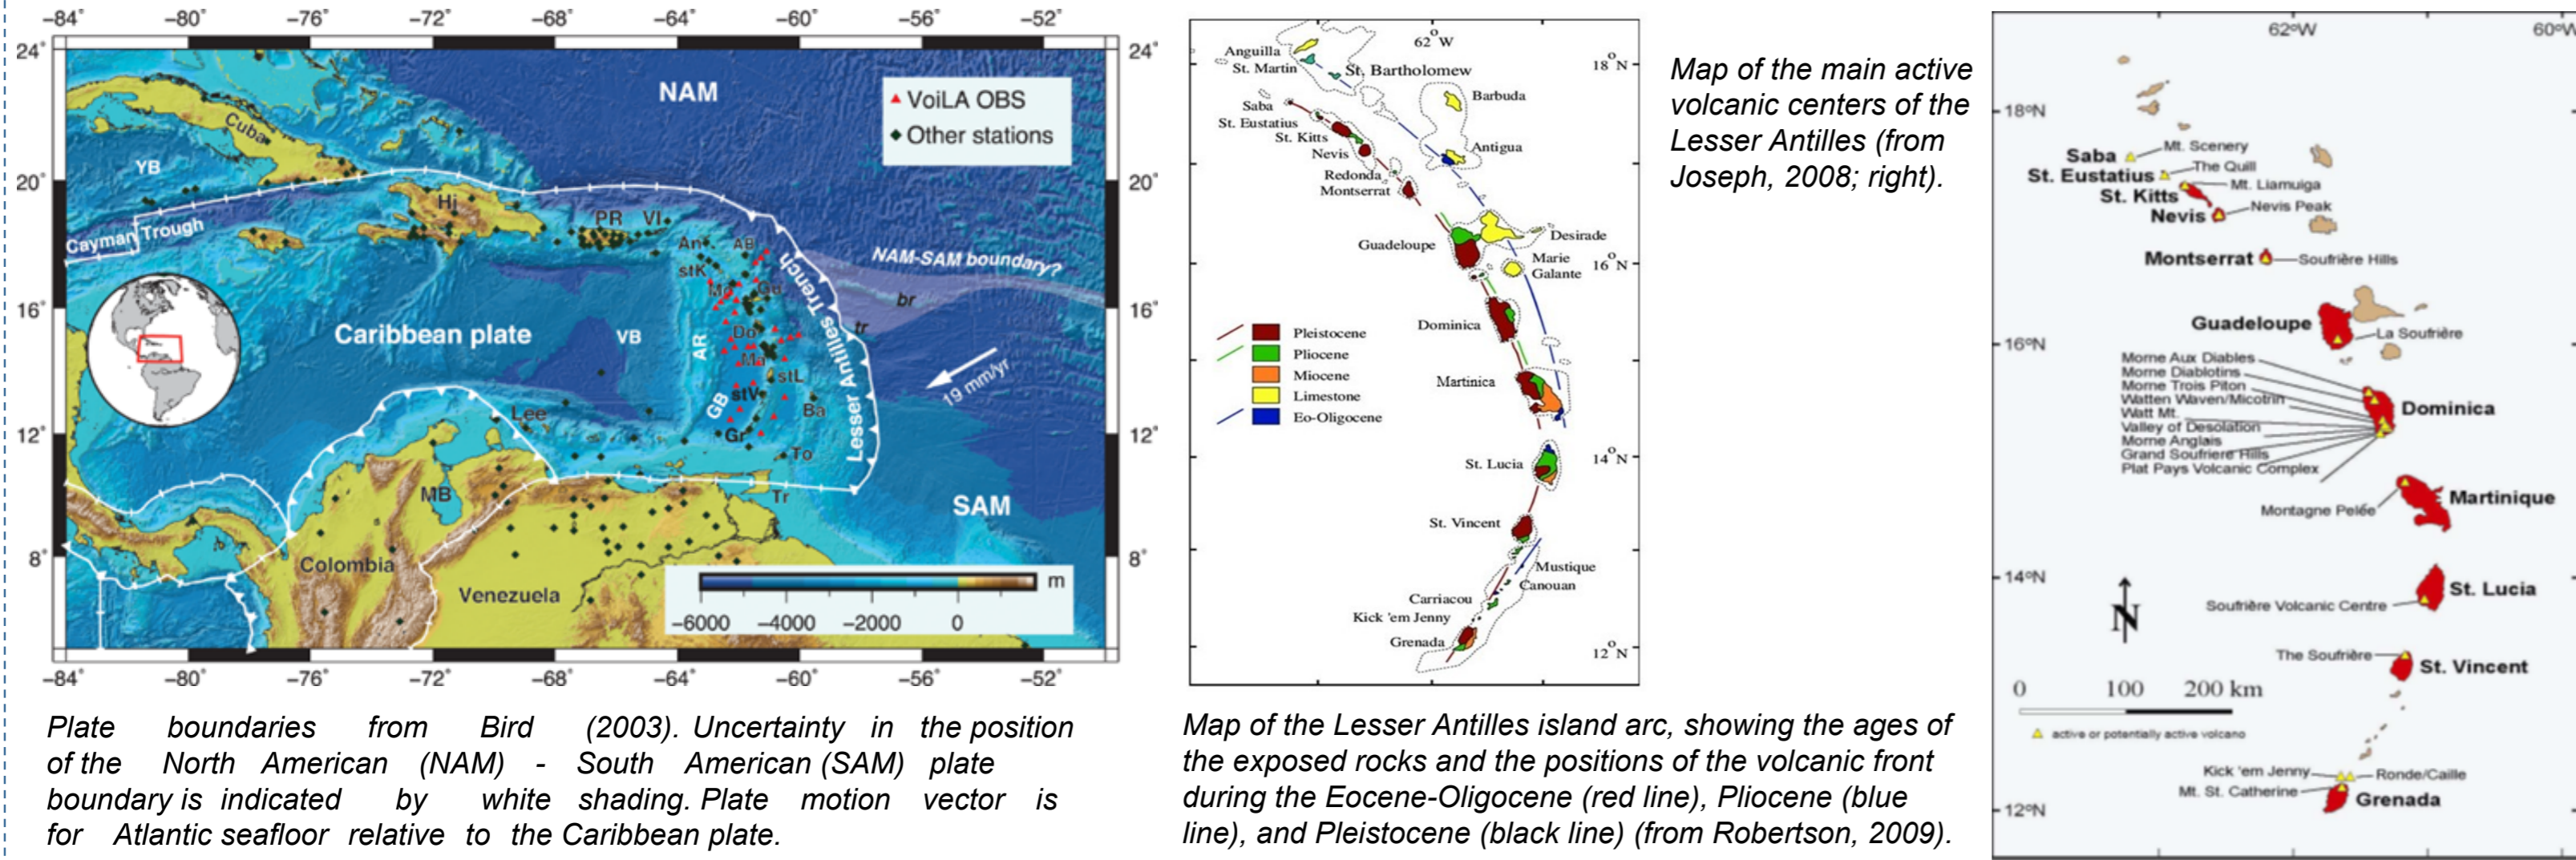 −84° −80° −76° −72° −68° −64° −60° −56° −52°
24° 24°
NAM
VoiLA OBS
Other stations
Cuba
YB
20° 20°
Hi
PR VI
Cayman Trough
An AB
NAM-SAM boundary?
stK
Mo Gu
16° 16°
br
tr
Caribbean plate
VB
AR
Do
Ma
stL
Lesser Antilles Trench
19 mm/yr
GB
stV
Ba
Lee
12° 12°
Gr
To
MB
Tr
SAM
8° 8°
Colombia
Venezuela
m
−6000 −4000 −2000 0
−84° −80° −76° −72° −68° −64° −60° −56° −52°
Plate boundaries from Bird (2003). Uncertainty in the position
of the North American (NAM) - South American (SAM) plate
boundary is indicated by white shading. Plate motion vector is
for Atlantic seafloor relative to the Caribbean plate.
62°W
Anguilla
18°N
St. Martin
St. Bartholomew
Barbuda
Saba
St. Eustatius
St. Kitts
Antigua
Nevis
Redonda
Montserrat
Guadeloupe
Desirade
Marie
Galante
16°N
Dominica
Pleistocene
Pliocene
Miocene
Limestone
Eo-Oligocene
Martinica
St. Lucia
14°N
St. Vincent
Mustique
Canouan
Carriacou
Kick 'em Jenny
Grenada
12°N
Map of the Lesser Antilles island arc, showing the ages of
the exposed rocks and the positions of the volcanic front
during the Eocene-Oligocene (red line), Pliocene (blue
line), and Pleistocene (black line) (from Robertson, 2009).
Map of the main active
volcanic centers of the
Lesser Antilles (from
Joseph, 2008; right).
62°W 60°W
18°N
Saba
Mt. Scenery
St. Eustatius
The Quill
St. Kitts
Mt. Liamuiga
Nevis
Nevis Peak
Montserrat
Soufrière Hills
Guadeloupe
La Soufrière
16°N
Morne Aux Diables
Morne Diablotins
Morne Trois Piton
Watten Waven/Micotrin
Watt Mt.
Valley of Desolation
Morne Anglais
Grand Soufriere Hills
Plat Pays Volcanic Complex
Dominica
Montagne Pelée
Martinique
14°N
St. Lucia
Soufrière Volcanic Centre
N
The Soufrière
St. Vincent
0 100 200 km
active or potentially active volcano
Kick 'em Jenny
Ronde/Caille
Mt. St. Catherine
Grenada
12°N